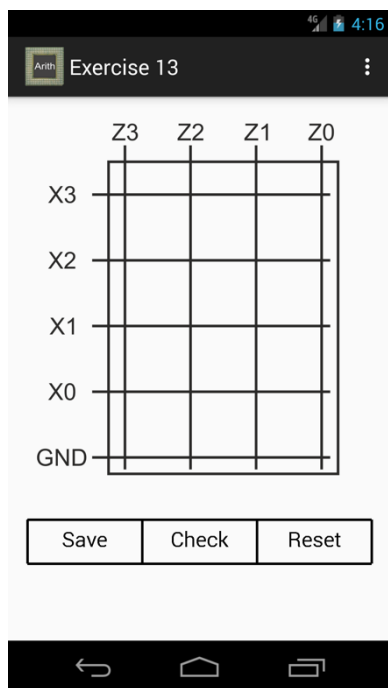 4G 4:16
Arith Exercise 13
Z3 Z2 Z1 Z0
X3
X2
X1
X0
GND
Save Check Reset